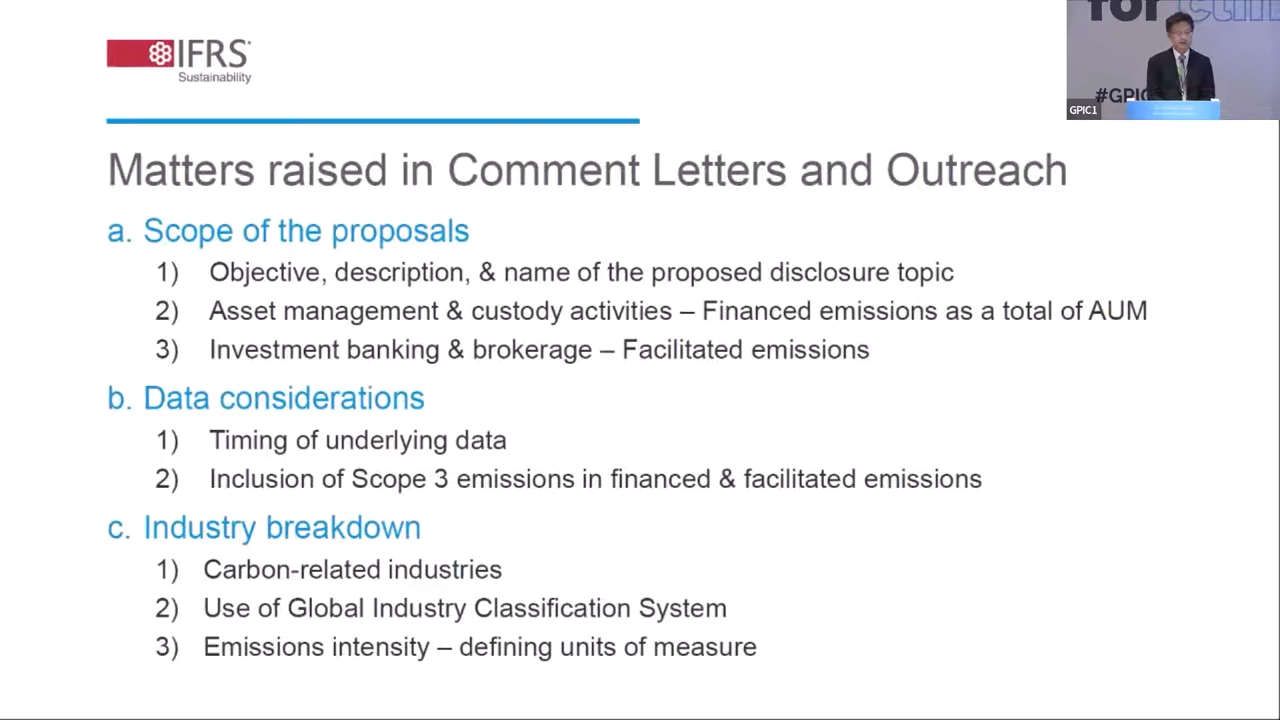 IFRS
Sustainability
for
#GPIC
GPIC1
Matters raised in Comment Letters and Outreach
a. Scope of the proposals
1) Objective, description, & name of the proposed disclosure topic
2) Asset management & custody activities – Financed emissions as a total of AUM
3) Investment banking & brokerage – Facilitated emissions
b. Data considerations
1) Timing of underlying data
2) Inclusion of Scope 3 emissions in financed & facilitated emissions
c. Industry breakdown
1) Carbon-related industries
2) Use of Global Industry Classification System
3) Emissions intensity – defining units of measure